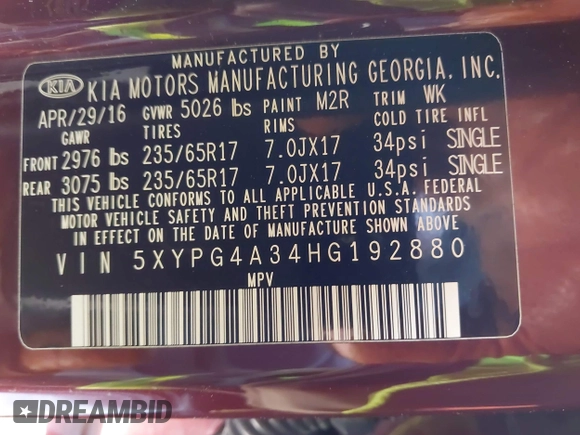 MANUFACTURED BY
KIA KIA MOTORS MANUFACTURING GEORGIA, INC.
APR/29/16 GVWR 5026 lbs PAINT M2R TRIM WK
GAWR TIRES RIMS COLD TIRE INFL
FRONT 2976 lbs 235/65R17 7.0JX17 34psi SINGLE
REAR 3075 lbs 235/65R17 7.0JX17 34psi SINGLE
THIS VEHICLE CONFORMS TO ALL APPLICABLE U.S.A. FEDERAL
MOTOR VEHICLE SAFETY AND THEFT PREVENTION STANDARDS
IN EFFECT ON THE DATE OF MANUFACTURE SHOWN ABOVE
VIN 5XYPG4A34HG192880
MPV
DREAMBID
DREAMBID.COM